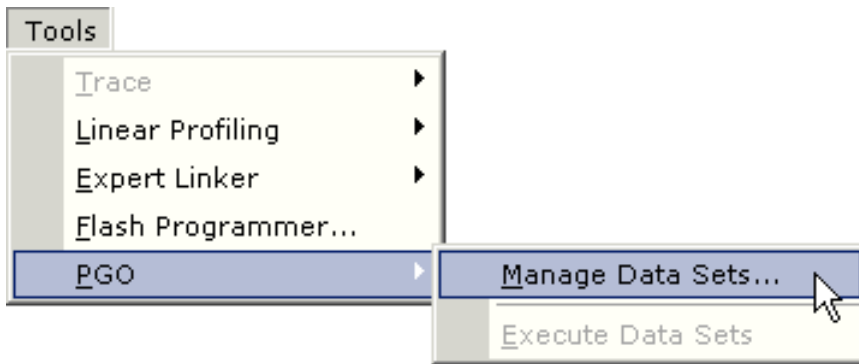 Tools
Trace
Linear Profiling
Expert Linker
Flash Programmer...
PGO
Manage Data Sets...
Execute Data Sets